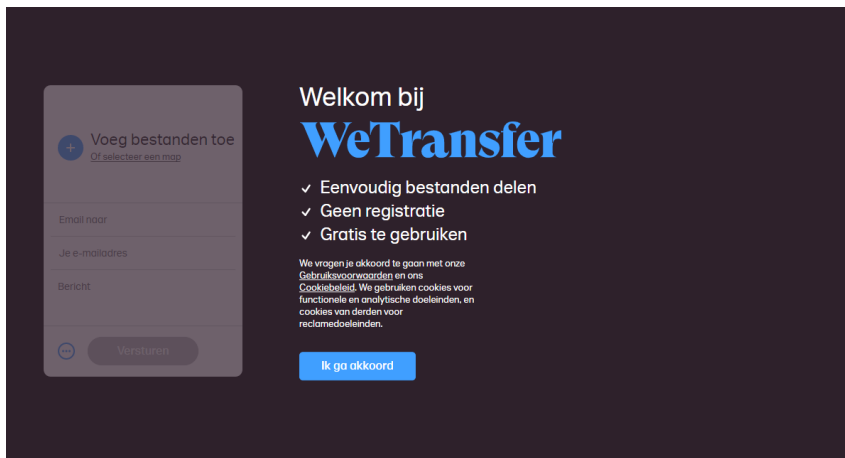 Voeg bestanden toe
Of selecteer een map
Email naar
Je e-mailadres
Bericht
Versturen
Welkom bij
WeTransfer
Eenvoudig bestanden delen
Geen registratie
Gratis te gebruiken
We vragen je akkoord te gaan met onze
Gebruiksvoorwaarden en ons
Cookiebeleid. We gebruiken cookies voor
functionele en analytische doeleinden, en
cookies van derden voor
reclamedoeleinden.
Ik ga akkoord